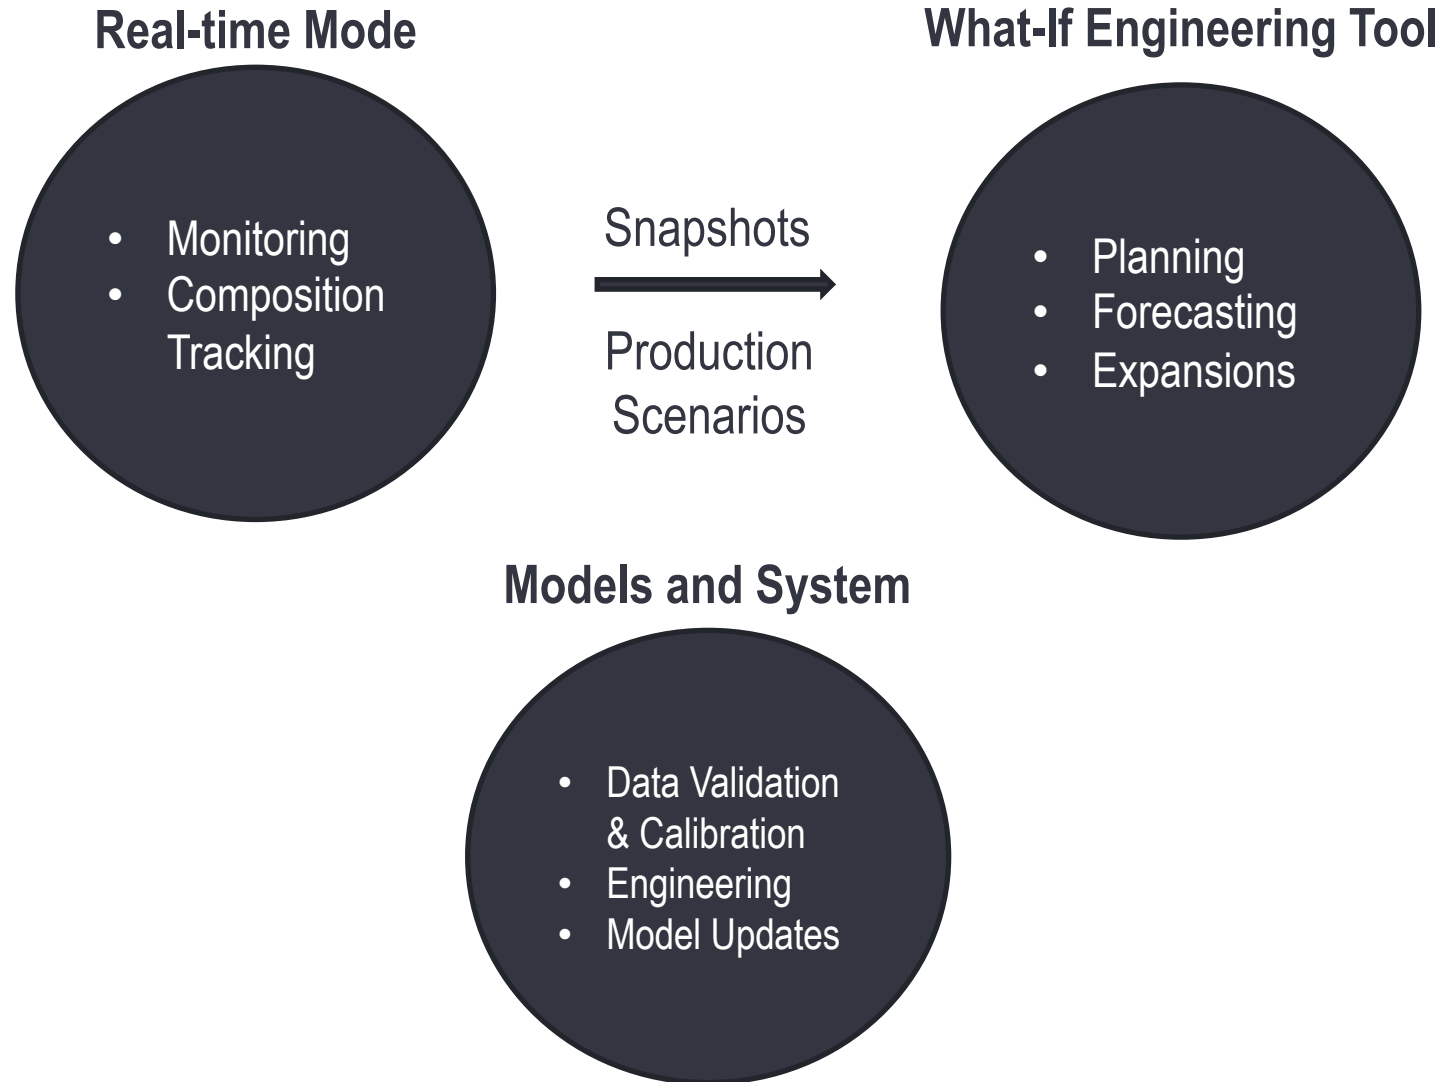 Real-time Mode
What-If Engineering Tool
• Monitoring
• Composition
Tracking
Snapshots
Production
Scenarios
• Planning
• Forecasting
• Expansions
Models and System
• Data Validation
& Calibration
• Engineering
• Model Updates